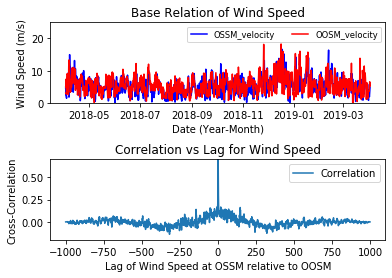 Base Relation of Wind Speed
OSSM_velocity OOSM_velocity
Wind Speed (m/s)
20
10
0
2018-05 2018-07 2018-09 2018-11 2019-01 2019-03
Date (Year-Month)
Correlation vs Lag for Wind Speed
Correlation
Cross-Correlation
0.50
0.25
0.00
−1000 −750 −500 −250 0 250 500 750 1000
Lag of Wind Speed at OSSM relative to OOSM